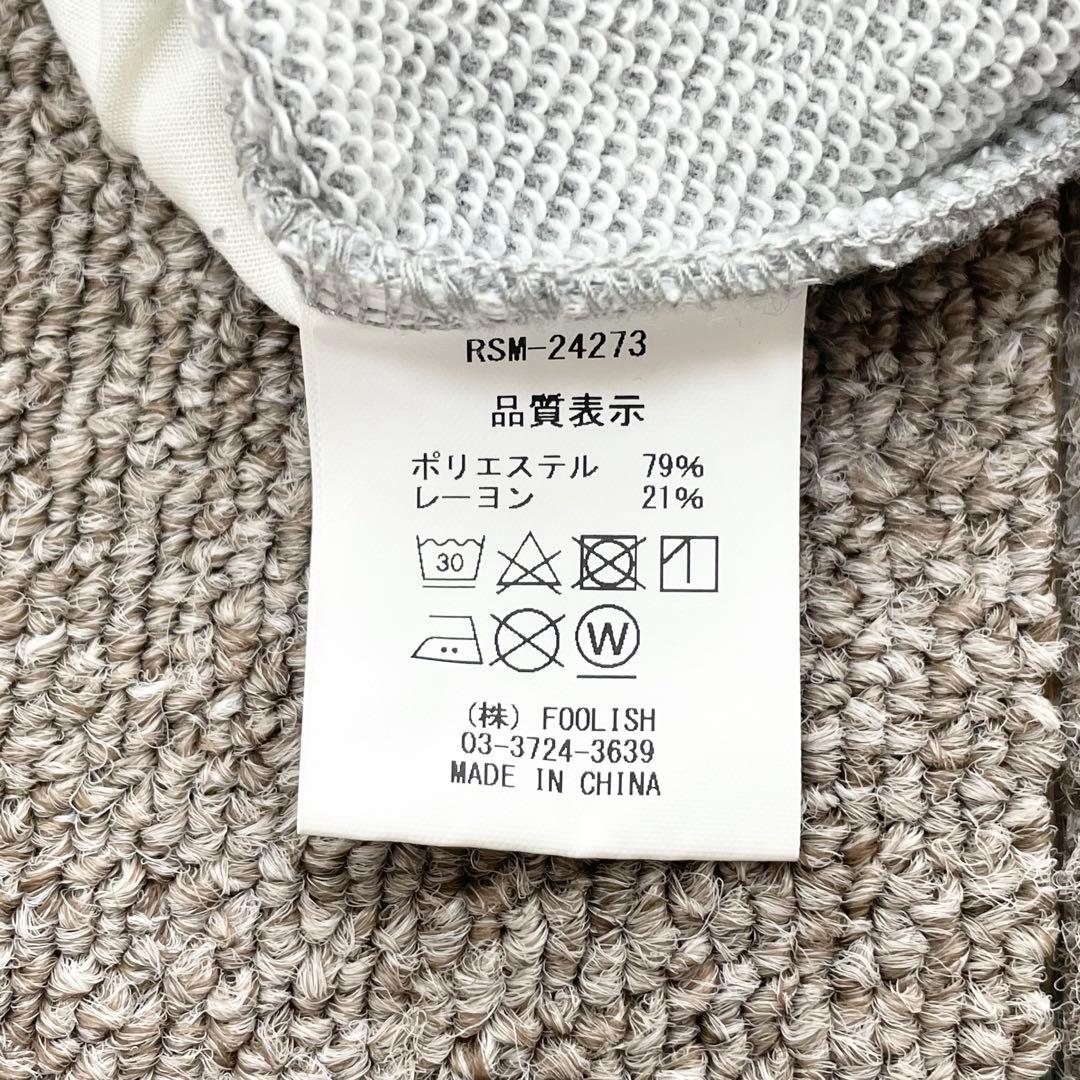 RSM-24273
品質表示
ポリエステル 79%
レーヨン 21%
30
W
(株) FOOLISH
03-3724-3639
MADE IN CHINA